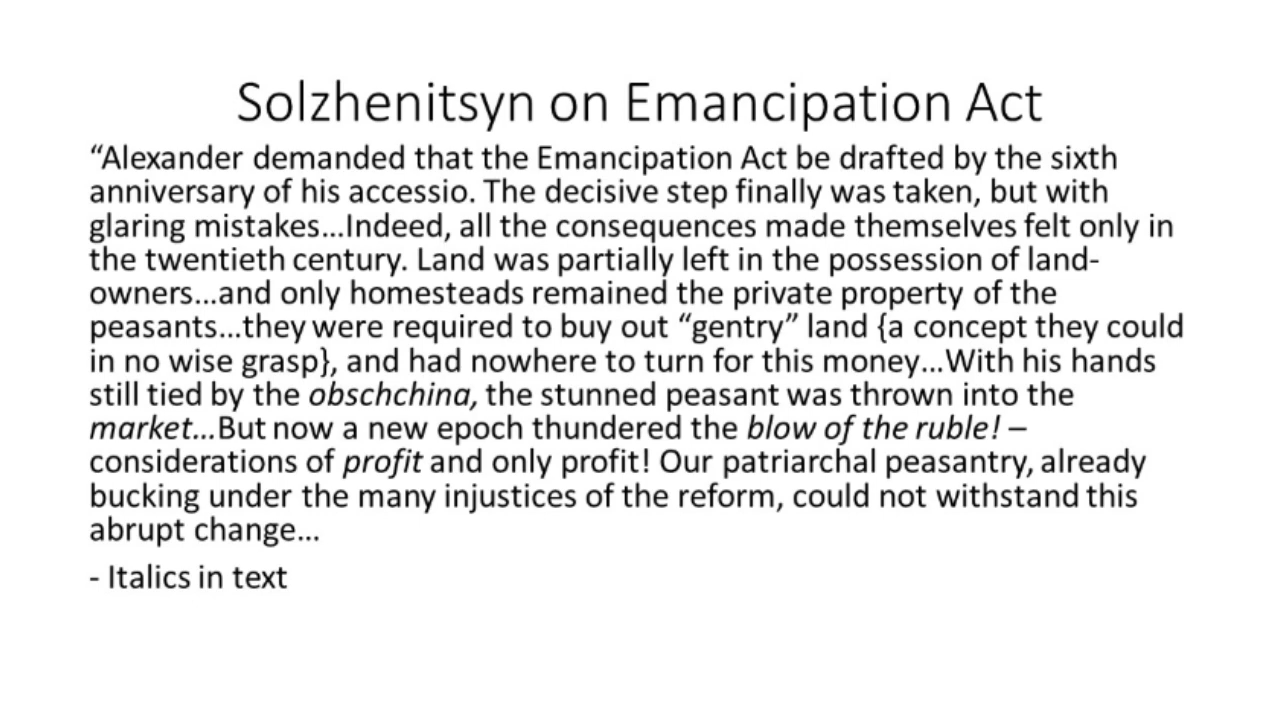 Solzhenitsyn on Emancipation Act
“Alexander demanded that the Emancipation Act be drafted by the sixth
anniversary of his accessio. The decisive step finally was taken, but with
glaring mistakes…Indeed, all the consequences made themselves felt only in
the twentieth century. Land was partially left in the possession of land-
owners…and only homesteads remained the private property of the
peasants…they were required to buy out “gentry” land {a concept they could
in no wise grasp}, and had nowhere to turn for this money…With his hands
still tied by the obschchina, the stunned peasant was thrown into the
market…But now a new epoch thundered the blow of the ruble! –
considerations of profit and only profit! Our patriarchal peasantry, already
bucking under the many injustices of the reform, could not withstand this
abrupt change…
- Italics in text